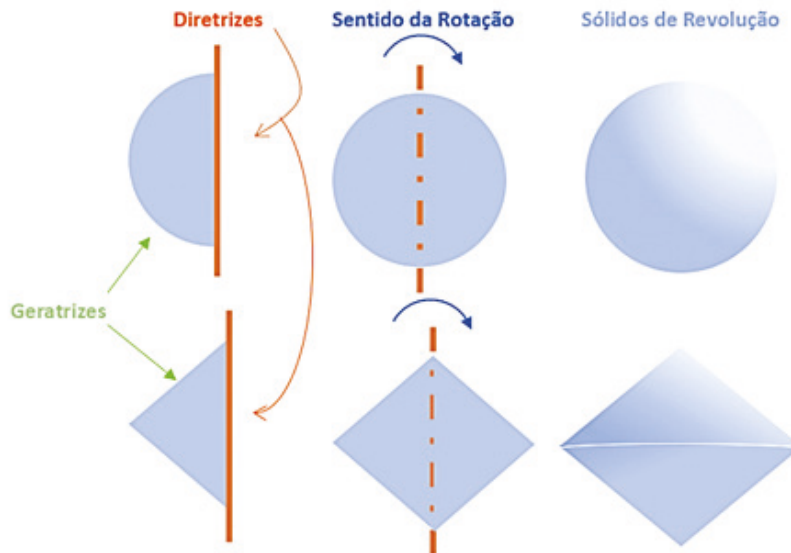 Diretrizes
Sentido da Rotação
Sólidos de Revolução
Geratrizes